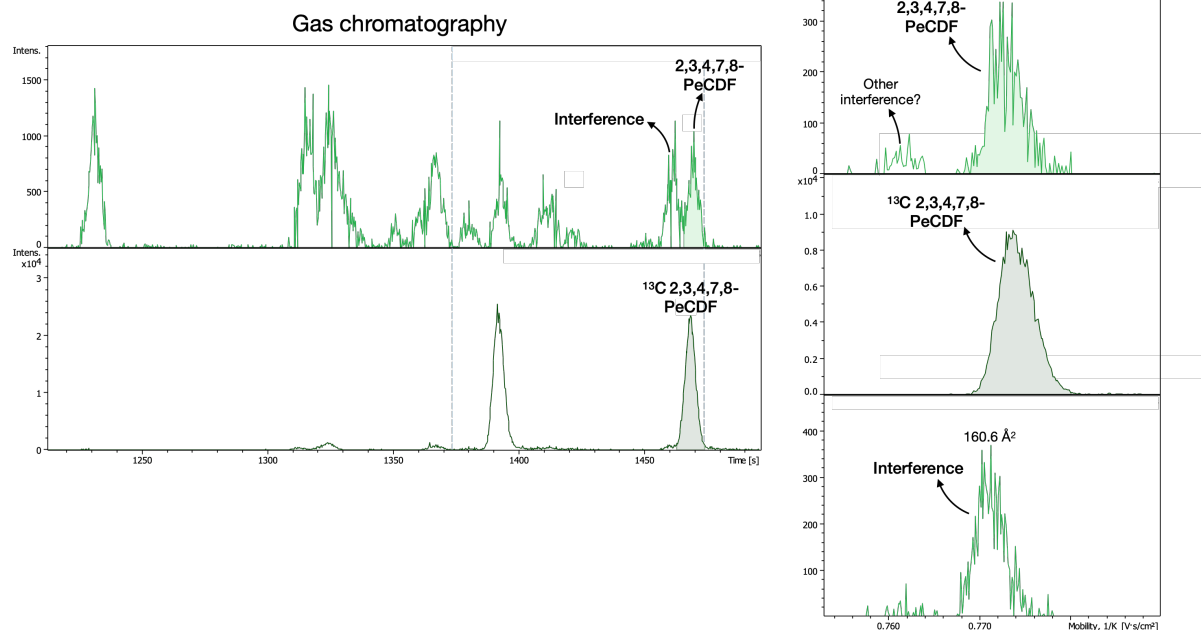 Gas chromatography
Intens.
1500
1000
500
0
2,3,4,7,8-
PeCDF
Interference
Intens.
x10⁴
3
2
1
0
¹³C 2,3,4,7,8-
PeCDF
1250
1300
1350
1400
1450
Time [s]
300
200
100
0
2,3,4,7,8-
PeCDF
Other
interference?
x10⁴
1.0
0.8
0.6
0.4
0.2
0.0
¹³C 2,3,4,7,8-
PeCDF
400
300
200
100
160.6 Å²
Interference
0.760
0.770
Mobility, 1/K [V·s/cm²]